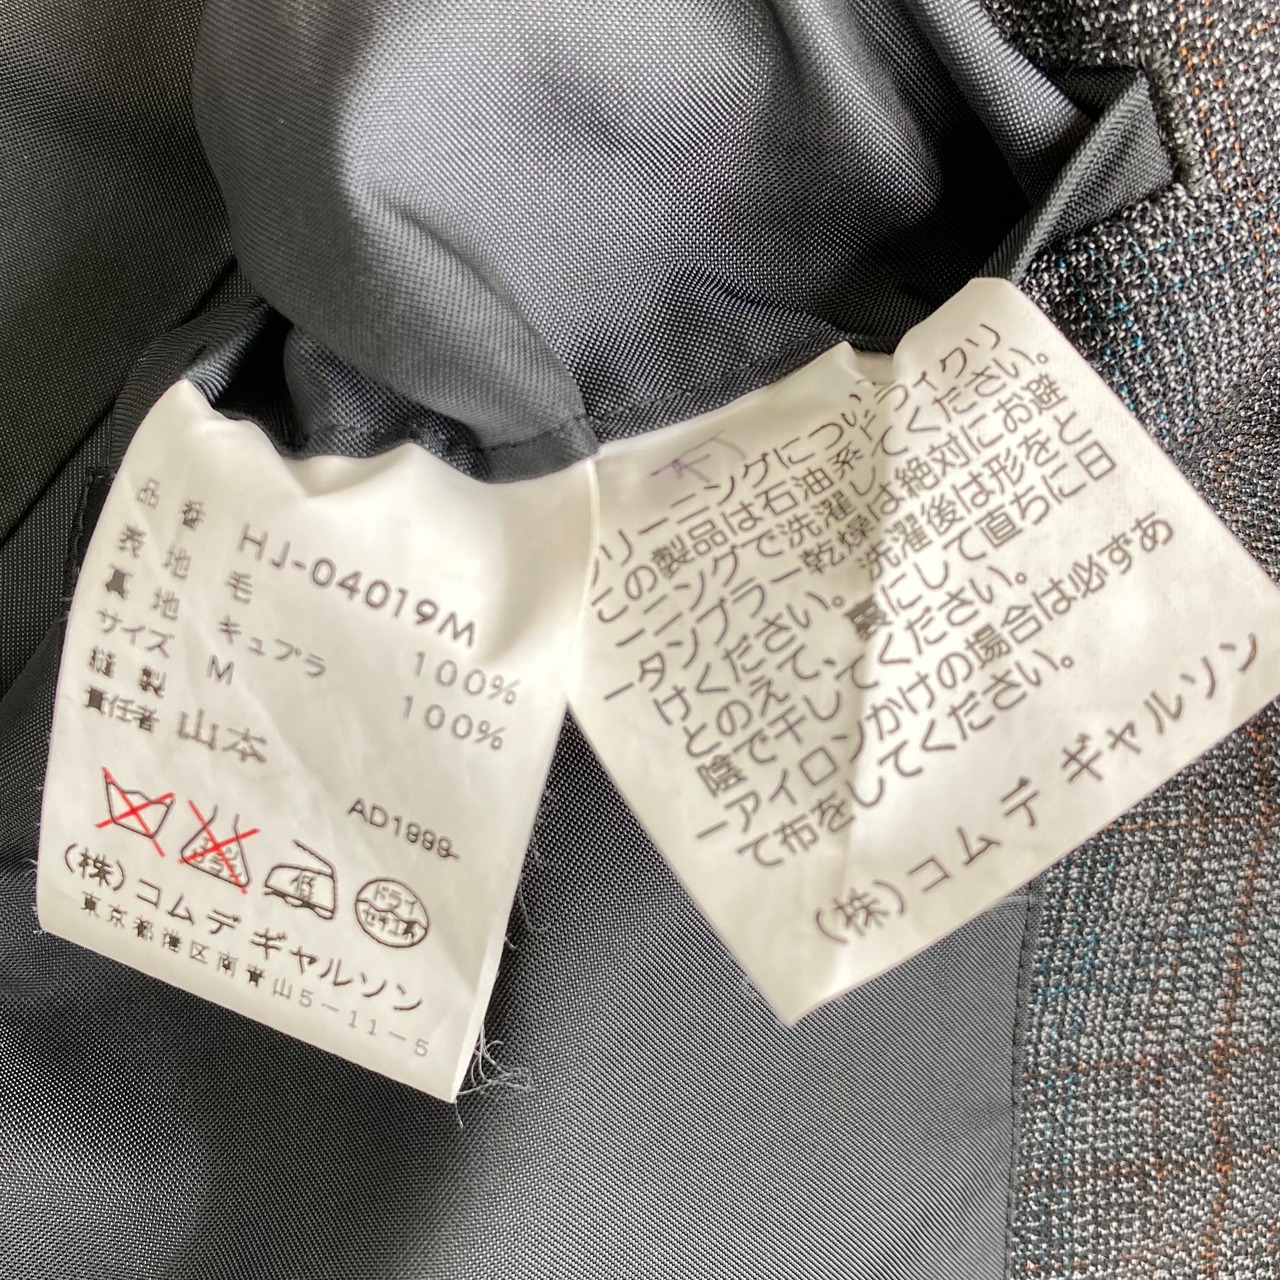 品番 HJ-04019M
表地 毛 100%
裏地 キュプラ 100%
サイズ M
縫製
責任者 山本
AD1999
低
ドライ
セキユ系
(株)コム デ ギャルソン
東京都港区南青山5-11-5
クリーニングについて
この製品は石油系ドライクリ
ーニングで洗濯してください。
ータンブラー乾燥は絶対にお避
けください。洗濯後は形をと
とのえて、裏にして直ちに日
陰で干してください。
ーアイロンかけの場合は必ずあ
て布をしてください。
(株)コム デ ギャルソン